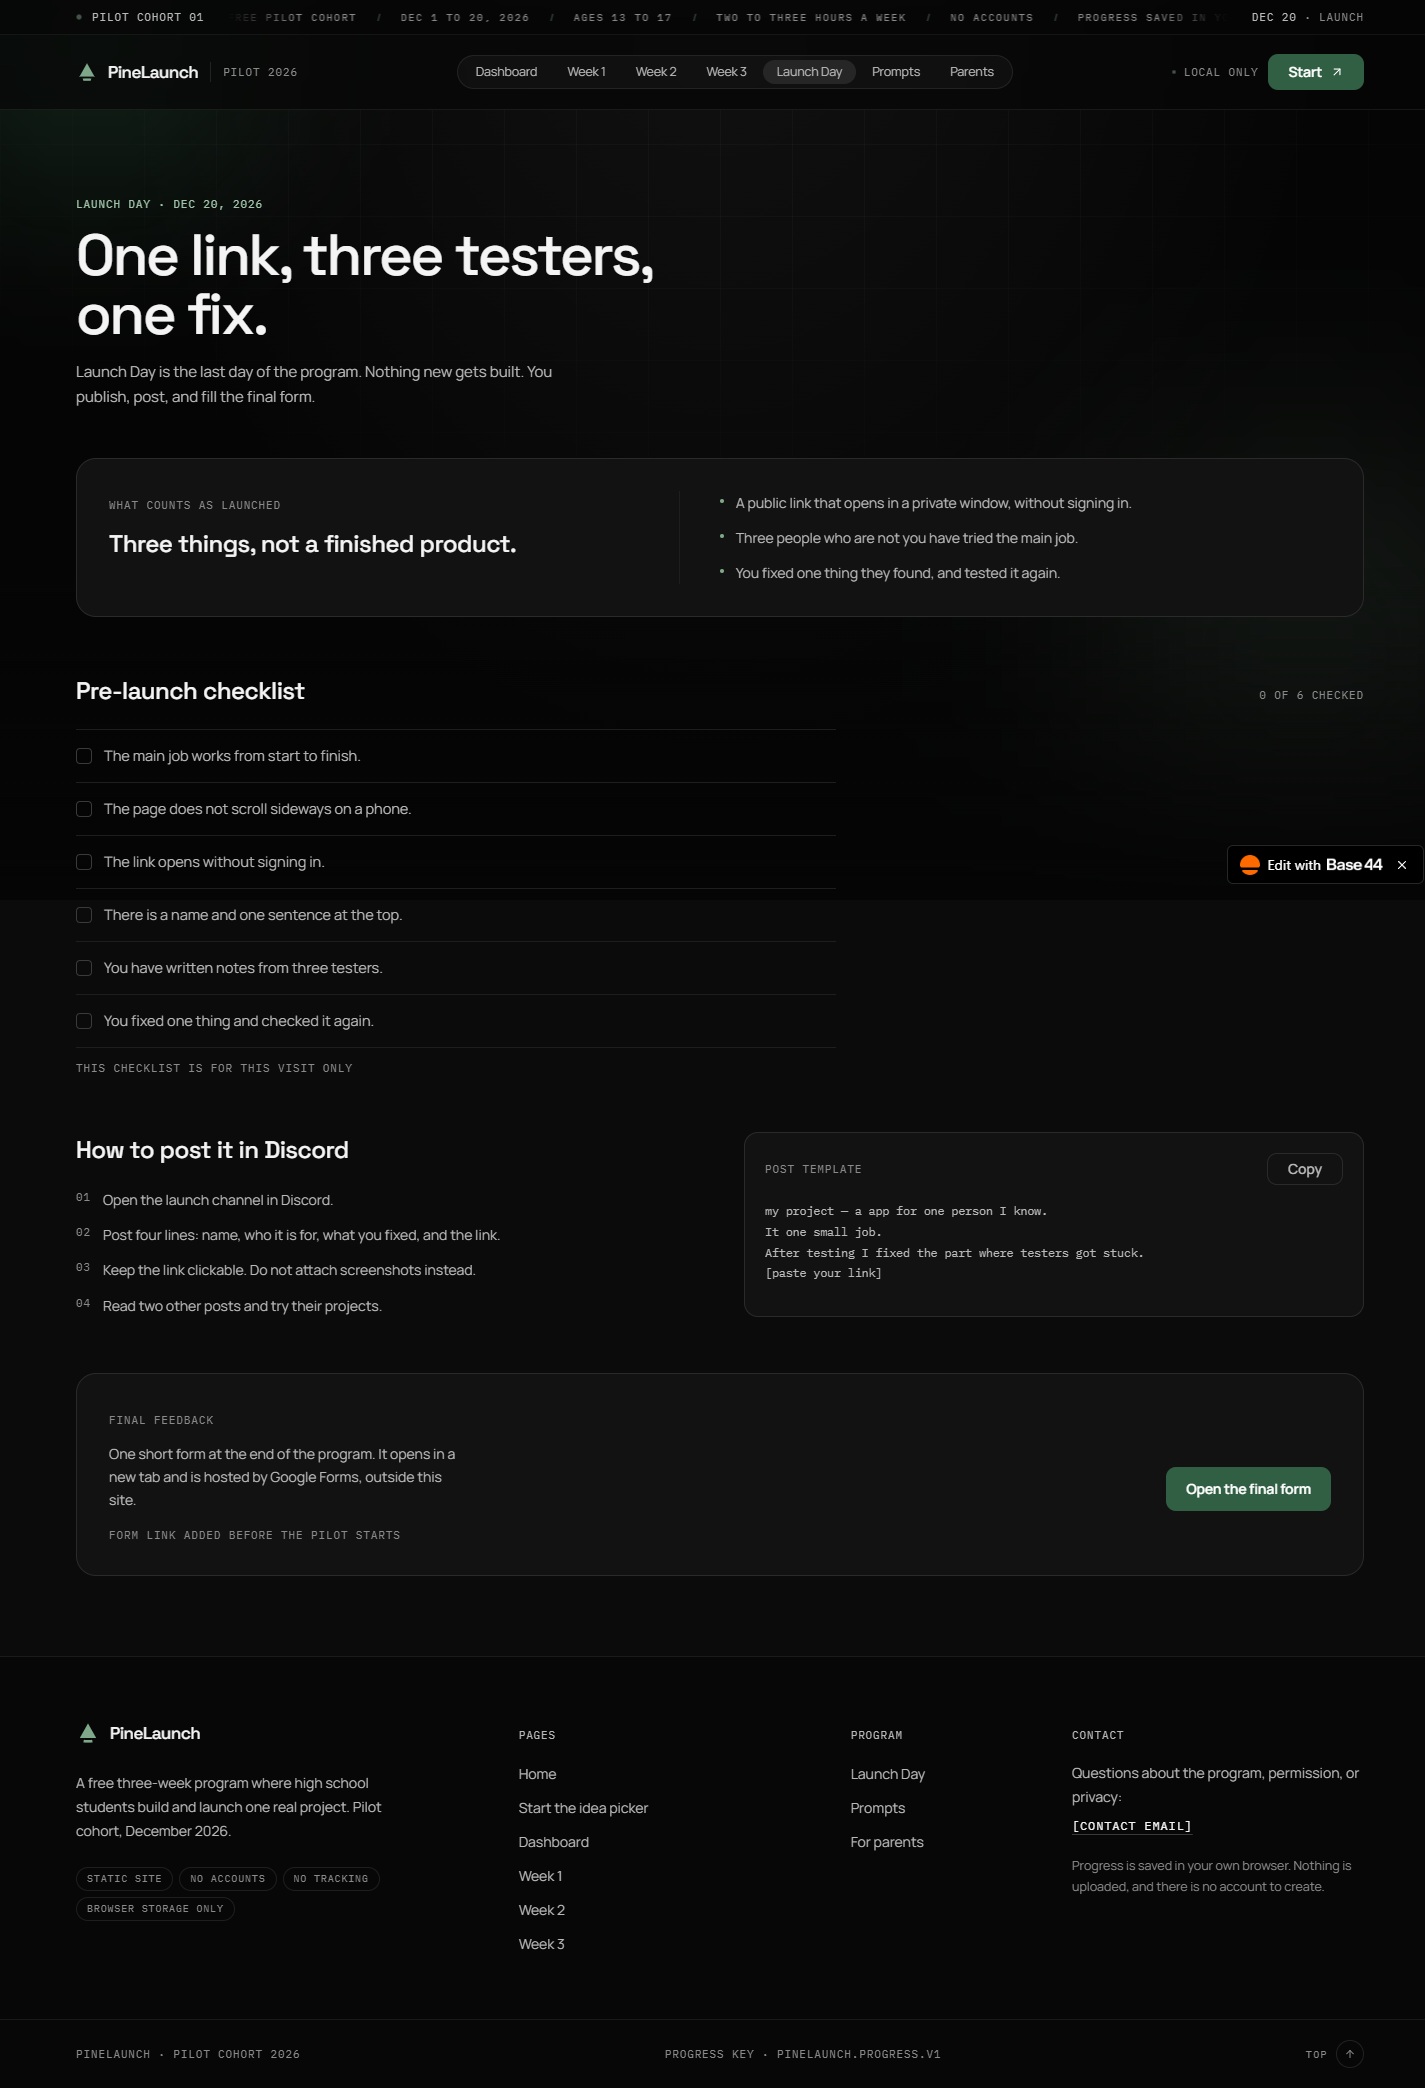 PILOT COHORT 01
PILOT COHORT / DEC 1 TO 20, 2026 / AGES 13 TO 17 / TWO TO THREE HOURS A WEEK / NO ACCOUNTS / PROGRESS SAVED IN
DEC 20 · LAUNCH
PineLaunch
PILOT 2026
Dashboard
Week 1
Week 2
Week 3
Launch Day
Prompts
Parents
LOCAL ONLY
Start
LAUNCH DAY · DEC 20, 2026
One link, three testers,
one fix.
Launch Day is the last day of the program. Nothing new gets built. You
publish, post, and fill the final form.
WHAT COUNTS AS LAUNCHED
Three things, not a finished product.
A public link that opens in a private window, without signing in.
Three people who are not you have tried the main job.
You fixed one thing they found, and tested it again.
Pre-launch checklist
0 OF 6 CHECKED
The main job works from start to finish.
The page does not scroll sideways on a phone.
The link opens without signing in.
There is a name and one sentence at the top.
You have written notes from three testers.
You fixed one thing and checked it again.
THIS CHECKLIST IS FOR THIS VISIT ONLY
Edit with Base44
How to post it in Discord
01 Open the launch channel in Discord.
02 Post four lines: name, who it is for, what you fixed, and the link.
03 Keep the link clickable. Do not attach screenshots instead.
04 Read two other posts and try their projects.
POST TEMPLATE
Copy
my project — a app for one person I know.
It one small job.
After testing I fixed the part where testers got stuck.
[paste your link]
FINAL FEEDBACK
One short form at the end of the program. It opens in a
new tab and is hosted by Google Forms, outside this
site.
FORM LINK ADDED BEFORE THE PILOT STARTS
Open the final form
PineLaunch
A free three-week program where high school
students build and launch one real project. Pilot
cohort, December 2026.
STATIC SITE
NO ACCOUNTS
NO TRACKING
BROWSER STORAGE ONLY
PAGES
Home
Start the idea picker
Dashboard
Week 1
Week 2
Week 3
PROGRAM
Launch Day
Prompts
For parents
CONTACT
Questions about the program, permission, or
privacy:
[CONTACT EMAIL]
Progress is saved in your own browser. Nothing is
uploaded, and there is no account to create.
PINELAUNCH · PILOT COHORT 2026
PROGRESS KEY · PINELAUNCH.PROGRESS.V1
TOP